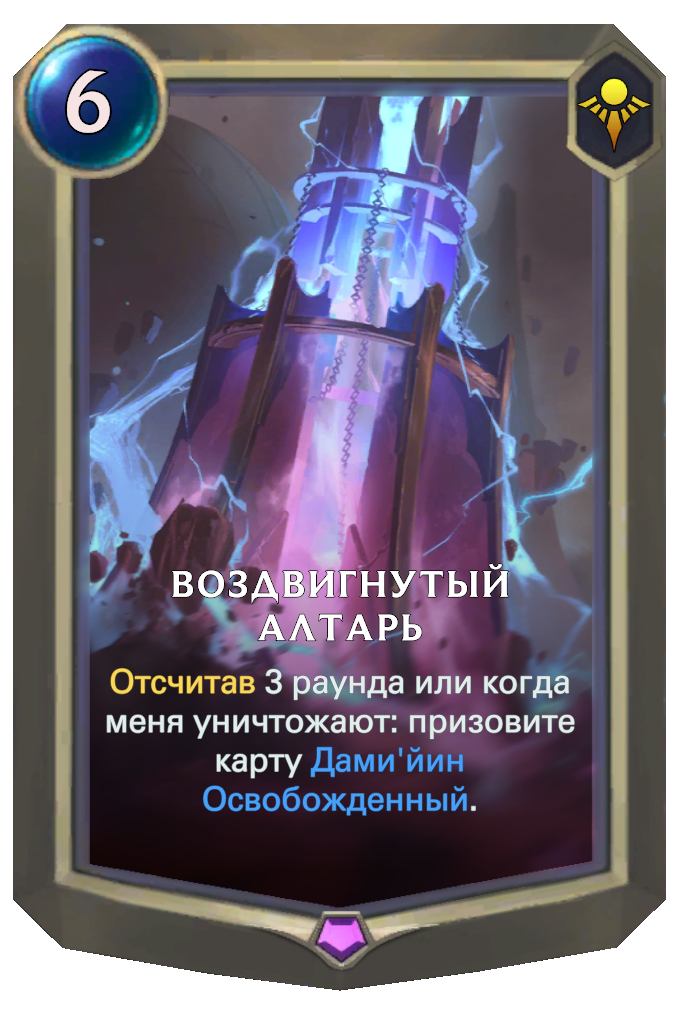 6
ВОЗДВИГНУТЫЙ
АЛТАРЬ
Отсчитав 3 раунда или когда
меня уничтожают: призовите
карту Дами'йин
Освобожденный.